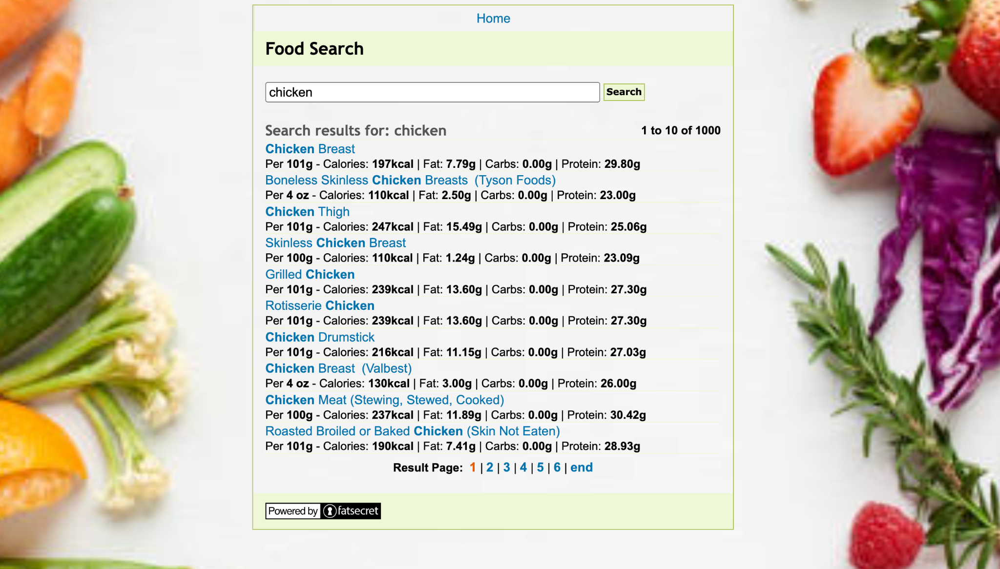 Home
Food Search
chicken Search
Search results for: chicken 1 to 10 of 1000
Chicken Breast
Per 101g - Calories: 197kcal | Fat: 7.79g | Carbs: 0.00g | Protein: 29.80g
Boneless Skinless Chicken Breasts (Tyson Foods)
Per 4 oz - Calories: 110kcal | Fat: 2.50g | Carbs: 0.00g | Protein: 23.00g
Chicken Thigh
Per 101g - Calories: 247kcal | Fat: 15.49g | Carbs: 0.00g | Protein: 25.06g
Skinless Chicken Breast
Per 100g - Calories: 110kcal | Fat: 1.24g | Carbs: 0.00g | Protein: 23.09g
Grilled Chicken
Per 101g - Calories: 239kcal | Fat: 13.60g | Carbs: 0.00g | Protein: 27.30g
Rotisserie Chicken
Per 101g - Calories: 239kcal | Fat: 13.60g | Carbs: 0.00g | Protein: 27.30g
Chicken Drumstick
Per 101g - Calories: 216kcal | Fat: 11.15g | Carbs: 0.00g | Protein: 27.03g
Chicken Breast (Valbest)
Per 4 oz - Calories: 130kcal | Fat: 3.00g | Carbs: 0.00g | Protein: 26.00g
Chicken Meat (Stewing, Stewed, Cooked)
Per 100g - Calories: 237kcal | Fat: 11.89g | Carbs: 0.00g | Protein: 30.42g
Roasted Broiled or Baked Chicken (Skin Not Eaten)
Per 101g - Calories: 190kcal | Fat: 7.41g | Carbs: 0.00g | Protein: 28.93g
Result Page: 1 | 2 | 3 | 4 | 5 | 6 | end
Powered by fatsecret